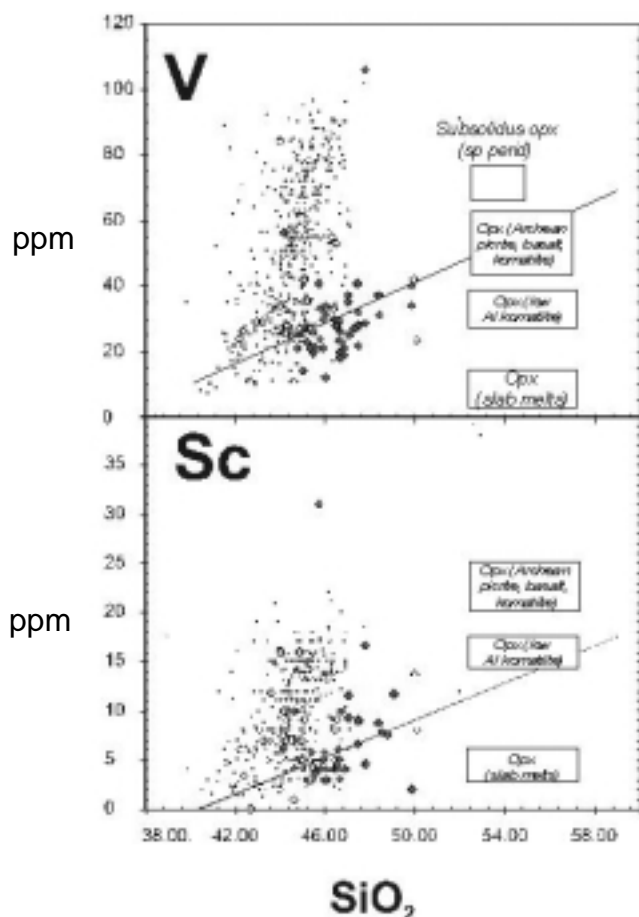 120
V
100
80
60
40
20
0
ppm
Subsolidus opx
(sp perid)
Opx (Archean
picrite, basalt,
komatiite)
Opx (low
Al komatiite)
Opx
(slab melts)
Sc
35
30
25
20
15
10
5
0
ppm
Opx (Archean
picrite, basalt,
komatiite)
Opx (low
Al komatiite)
Opx
(slab melts)
38.00. 42.00 46.00 50.00 54.00 58.00
SiO₂